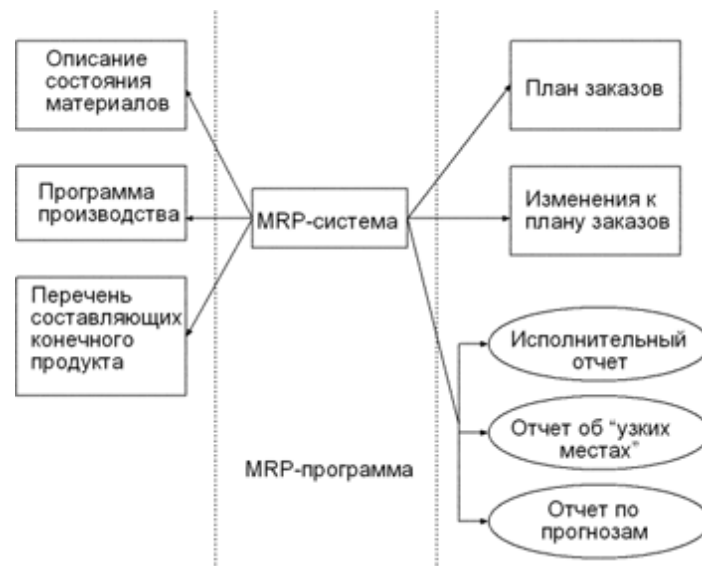 Описание
состояния
материалов
Программа
производства
Перечень
составляющих
конечного
продукта
MRP-система
MRP-программа
План заказов
Изменения к
плану заказов
Исполнительный
отчет
Отчет об “узких
местах”
Отчет по
прогнозам